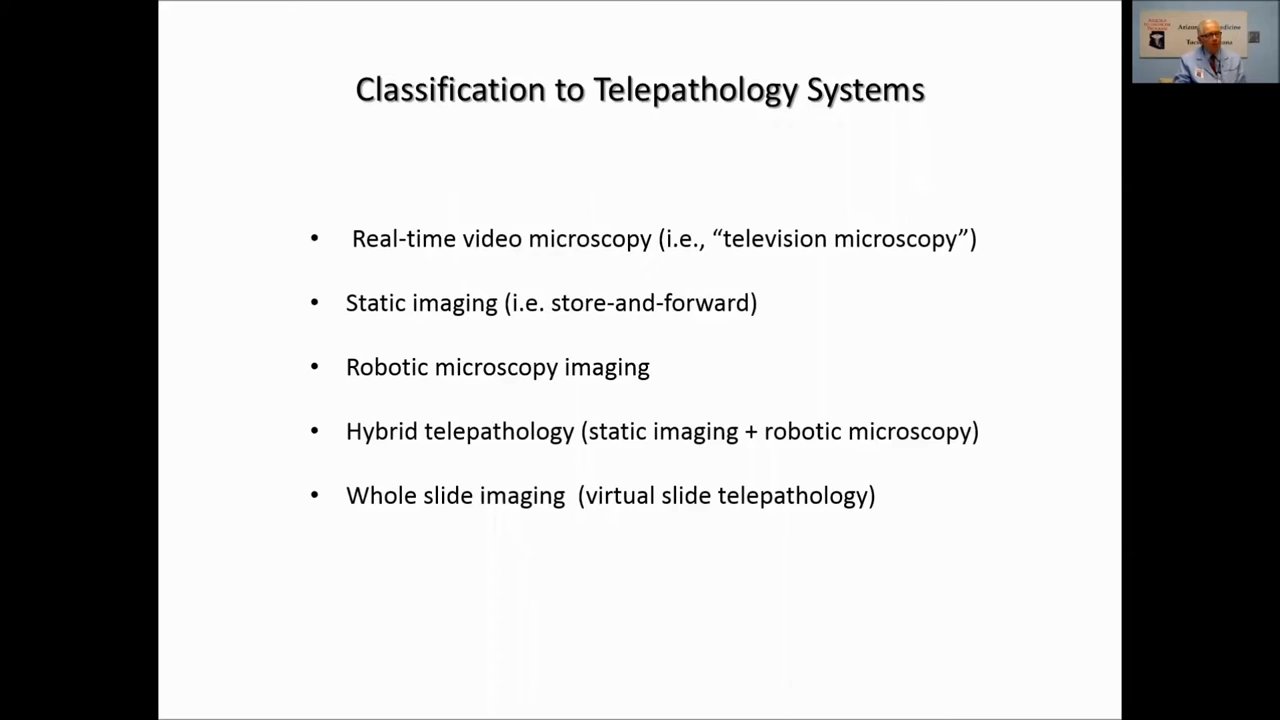 Classification to Telepathology Systems
• Real-time video microscopy (i.e., “television microscopy”)
• Static imaging (i.e. store-and-forward)
• Robotic microscopy imaging
• Hybrid telepathology (static imaging + robotic microscopy)
• Whole slide imaging (virtual slide telepathology)